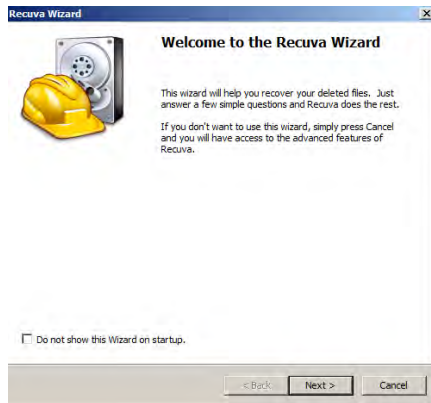 Recuva Wizard
Welcome to the Recuva Wizard
This wizard will help you recover your deleted files. Just
answer a few simple questions and Recuva does the rest.
If you don't want to use this wizard, simply press Cancel
and you will have access to the advanced features of
Recuva.
Do not show this Wizard on startup.
< Back Next > Cancel